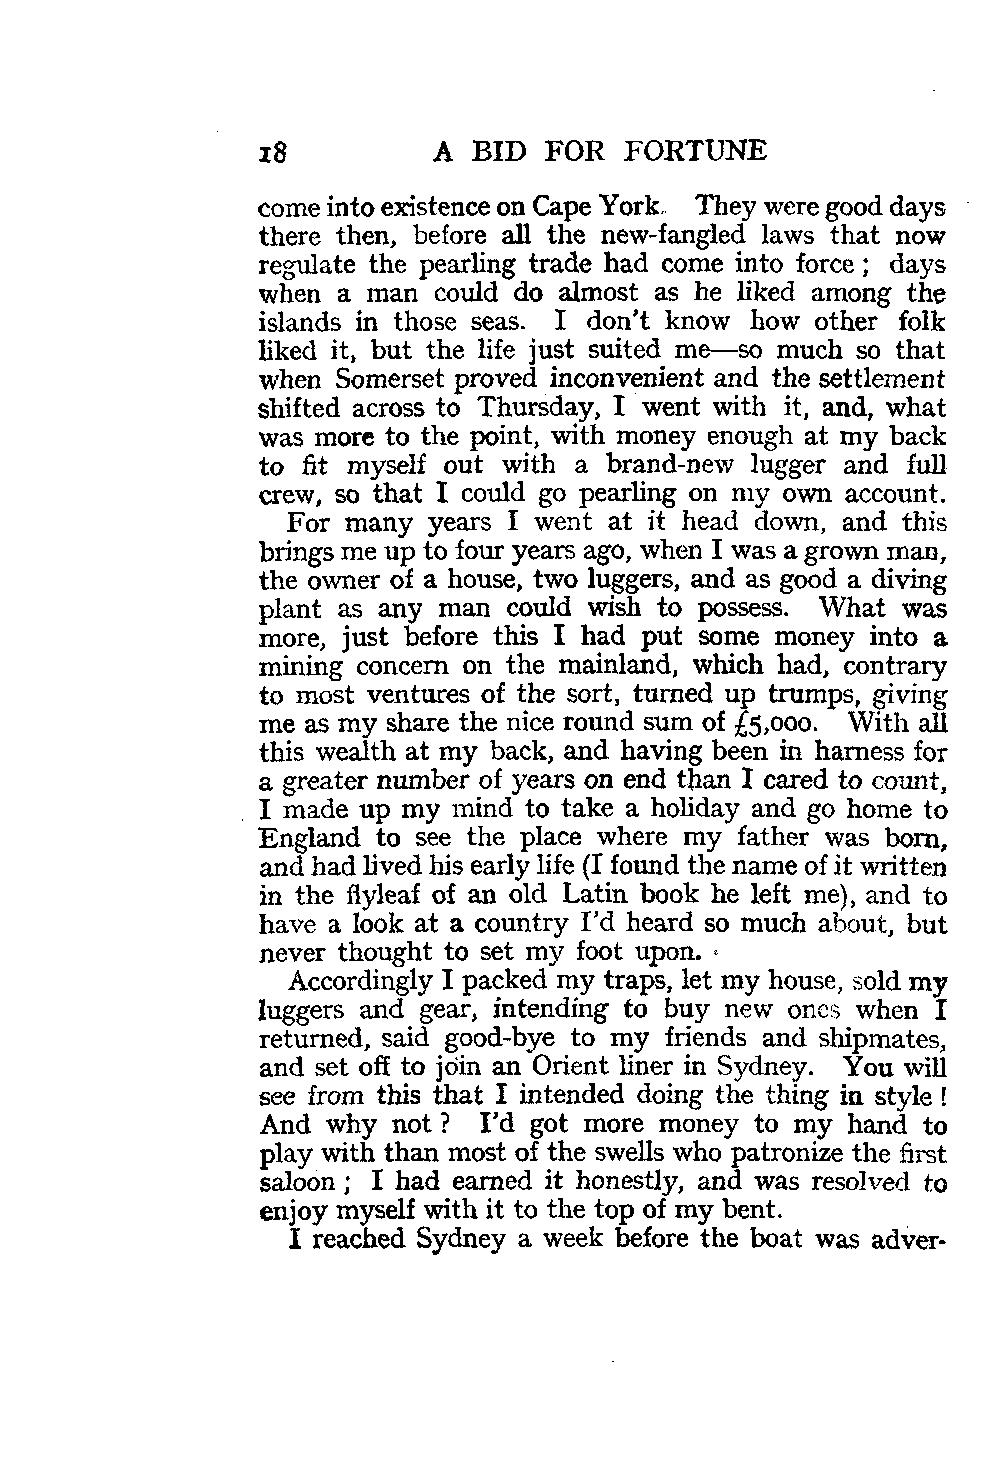 18 A BID FOR FORTUNE
come into existence on Cape York. They were good days
there then, before all the new-fangled laws that now
regulate the pearling trade had come into force ; days
when a man could do almost as he liked among the
islands in those seas. I don't know how other folk
liked it, but the life just suited me—so much so that
when Somerset proved inconvenient and the settlement
shifted across to Thursday, I went with it, and, what
was more to the point, with money enough at my back
to fit myself out with a brand-new lugger and full
crew, so that I could go pearling on my own account.
For many years I went at it head down, and this
brings me up to four years ago, when I was a grown man,
the owner of a house, two luggers, and as good a diving
plant as any man could wish to possess. What was
more, just before this I had put some money into a
mining concern on the mainland, which had, contrary
to most ventures of the sort, turned up trumps, giving
me as my share the nice round sum of £5,000. With all
this wealth at my back, and having been in harness for
a greater number of years on end than I cared to count,
I made up my mind to take a holiday and go home to
England to see the place where my father was born,
and had lived his early life (I found the name of it written
in the flyleaf of an old Latin book he left me), and to
have a look at a country I'd heard so much about, but
never thought to set my foot upon.
Accordingly I packed my traps, let my house, sold my
luggers and gear, intending to buy new ones when I
returned, said good-bye to my friends and shipmates,
and set off to join an Orient liner in Sydney. You will
see from this that I intended doing the thing in style !
And why not ? I'd got more money to my hand to
play with than most of the swells who patronize the first
saloon ; I had earned it honestly, and was resolved to
enjoy myself with it to the top of my bent.
I reached Sydney a week before the boat was adver-